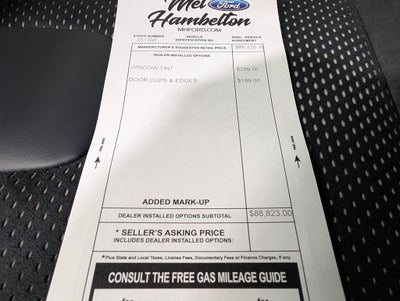 Mel
Ford
Hambelton
MHFORD.COM
STOCK NUMBER
VEHICLE
IDENTIFICATION NO.
AVAIL. SERVICE
AGREEMENT
MANUFACTURER'S SUGGESTED RETAIL PRICE
DEALER INSTALLED OPTIONS
WINDOW TINT $299.00
DOOR CUPS & EDGES $199.00
ADDED MARK-UP
DEALER INSTALLED OPTIONS SUBTOTAL $88,823.00
* SELLER'S ASKING PRICE
INCLUDES DEALER INSTALLED OPTIONS:
*Plus State and Local Taxes, License Fees, Documentary Fees or Finance Charges, if any.
CONSULT THE FREE GAS MILEAGE GUIDE
for for